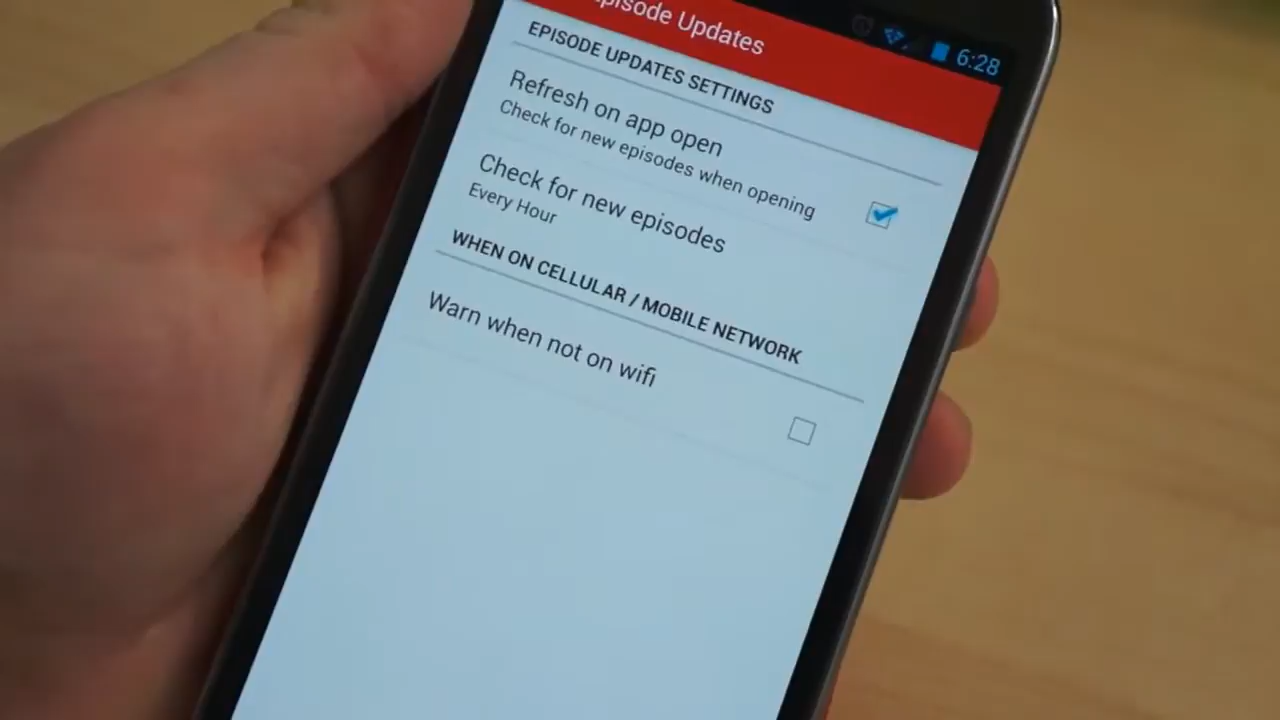 6:28
Episode Updates
EPISODE UPDATES SETTINGS
Refresh on app open
Check for new episodes when opening
Check for new episodes
Every Hour
WHEN ON CELLULAR / MOBILE NETWORK
Warn when not on wifi